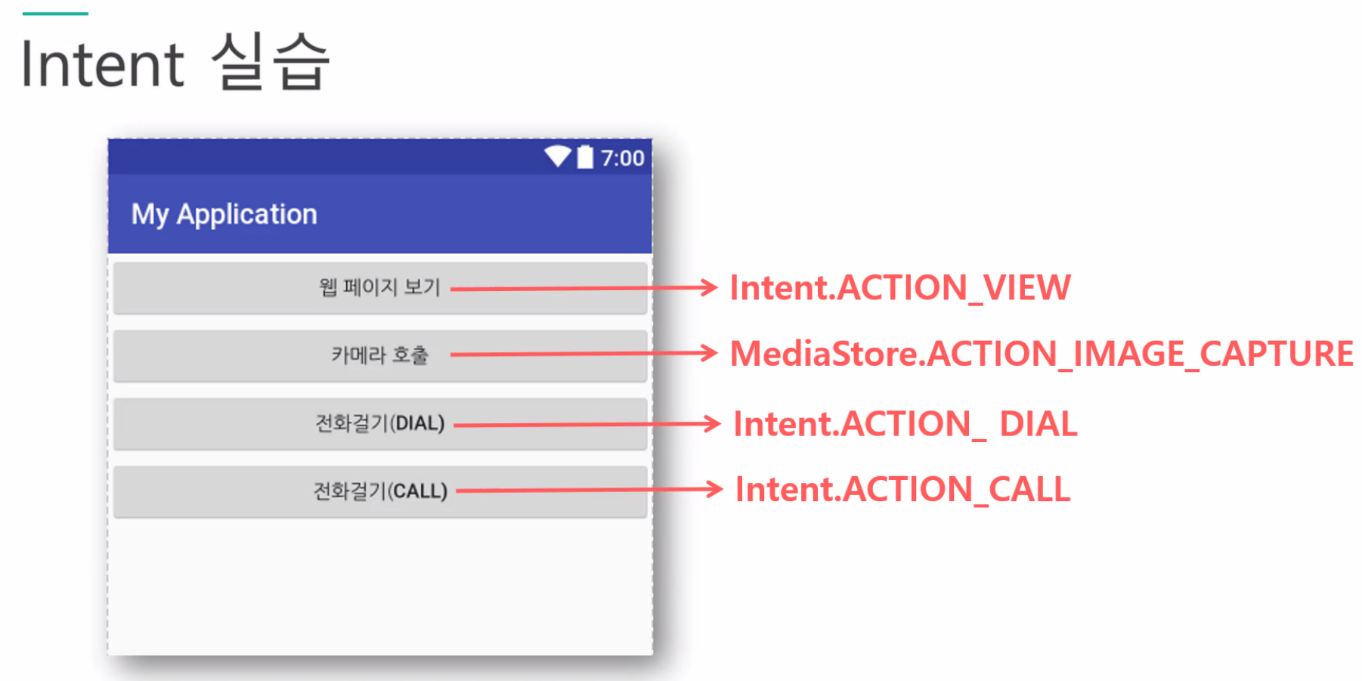 Intent 실습
7:00
My Application
웹 페이지 보기
Intent.ACTION_VIEW
카메라 호출
MediaStore.ACTION_IMAGE_CAPTURE
전화걸기(DIAL)
Intent.ACTION_ DIAL
전화걸기(CALL)
Intent.ACTION_CALL